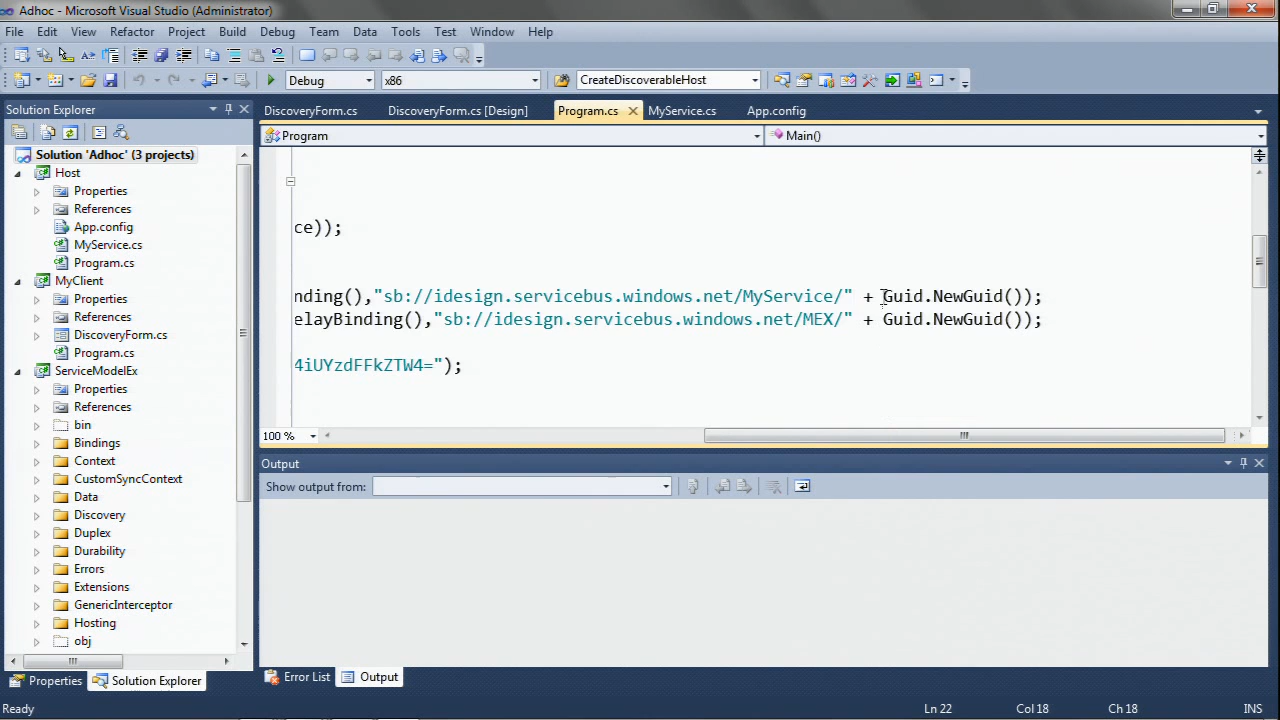 Adhoc - Microsoft Visual Studio (Administrator)
File Edit View Refactor Project Build Debug Team Data Tools Test Window Help
Debug x86 CreateDiscoverableHost
Solution Explorer
Solution 'Adhoc' (3 projects)
Host
Properties
References
App.config
MyService.cs
Program.cs
MyClient
Properties
References
DiscoveryForm.cs
Program.cs
ServiceModelEx
Properties
References
bin
Bindings
Context
CustomSyncContext
Data
Discovery
Duplex
Durability
Errors
Extensions
GenericInterceptor
Hosting
obj
Properties Solution Explorer
DiscoveryForm.cs DiscoveryForm.cs [Design] Program.cs MyService.cs App.config
Program Main()
ce));
nding(),"sb://idesign.servicebus.windows.net/MyService/" + Guid.NewGuid());
elayBinding(),"sb://idesign.servicebus.windows.net/MEX/" + Guid.NewGuid());
4iUYzdFFkZTW4=");
100 %
Output
Show output from:
Error List Output
Ready Ln 22 Col 18 Ch 18 INS